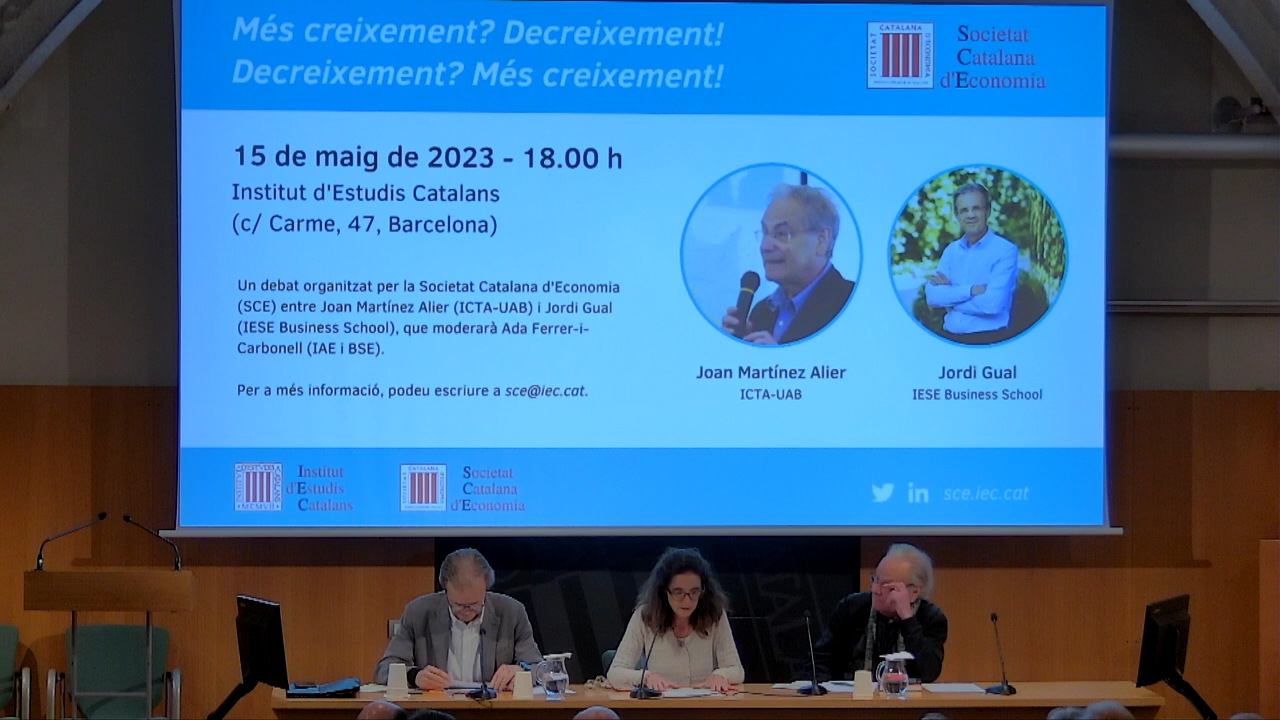 Més creixement? Decreixement!
Decreixement? Més creixement!
SOCIETAT CATALANA D'ECONOMIA
Societat
Catalana
d'Economia
15 de maig de 2023 - 18.00 h
Institut d'Estudis Catalans
(c/ Carme, 47, Barcelona)
Un debat organitzat per la Societat Catalana d'Economia
(SCE) entre Joan Martínez Alier (ICTA-UAB) i Jordi Gual
(IESE Business School), que moderarà Ada Ferrer-i-
Carbonell (IAE i BSE).
Per a més informació, podeu escriure a sce@iec.cat.
Joan Martínez Alier
ICTA-UAB
Jordi Gual
IESE Business School
Institut
d'Estudis
Catalans
Societat
Catalana
d'Economia
sce.iec.cat